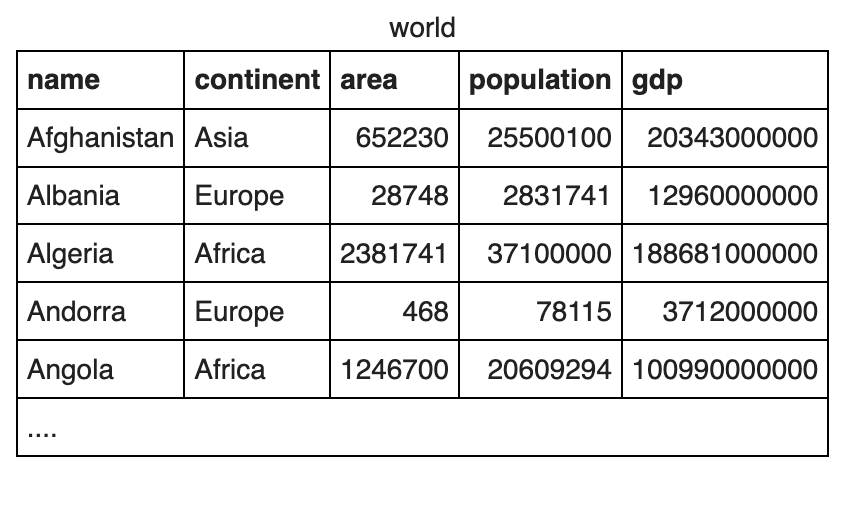 world
name continent area population gdp
Afghanistan Asia 652230 25500100 20343000000
Albania Europe 28748 2831741 12960000000
Algeria Africa 2381741 37100000 188681000000
Andorra Europe 468 78115 3712000000
Angola Africa 1246700 20609294 100990000000
....